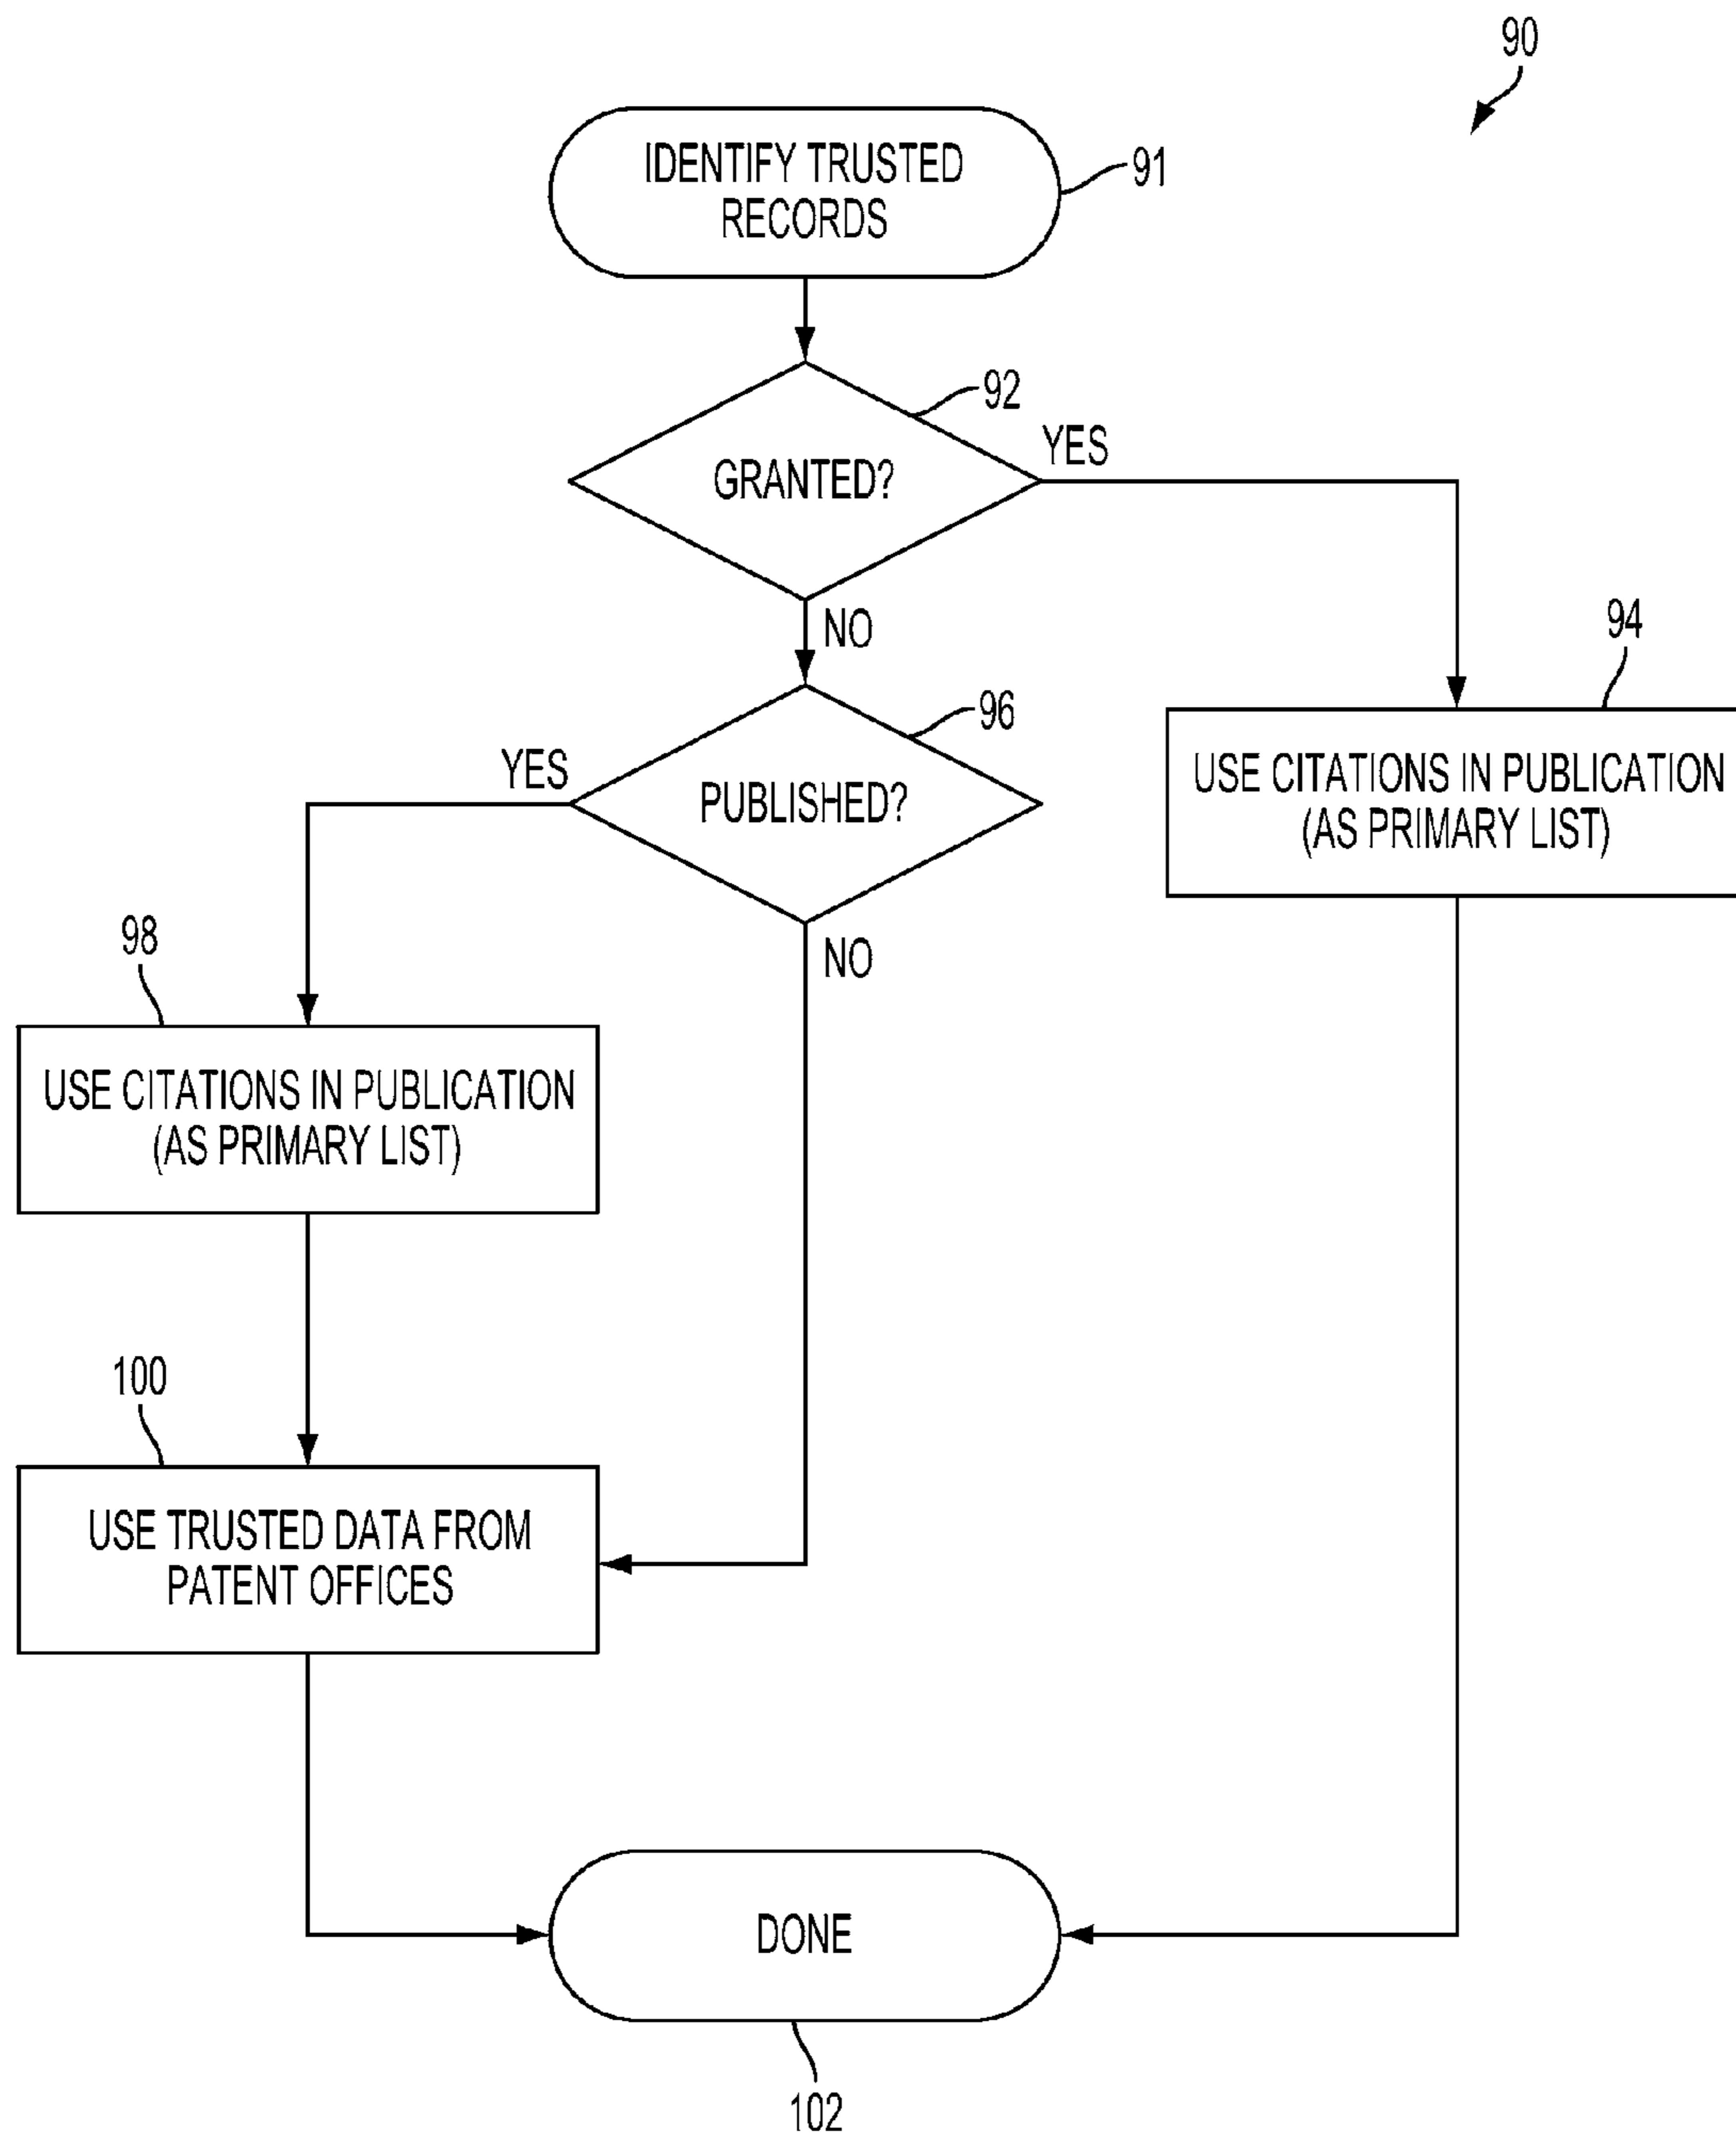 90
IDENTIFY TRUSTED
RECORDS
91
92
GRANTED?
YES
NO
94
USE CITATIONS IN PUBLICATION
(AS PRIMARY LIST)
96
PUBLISHED?
YES
NO
98
USE CITATIONS IN PUBLICATION
(AS PRIMARY LIST)
100
USE TRUSTED DATA FROM
PATENT OFFICES
DONE
102